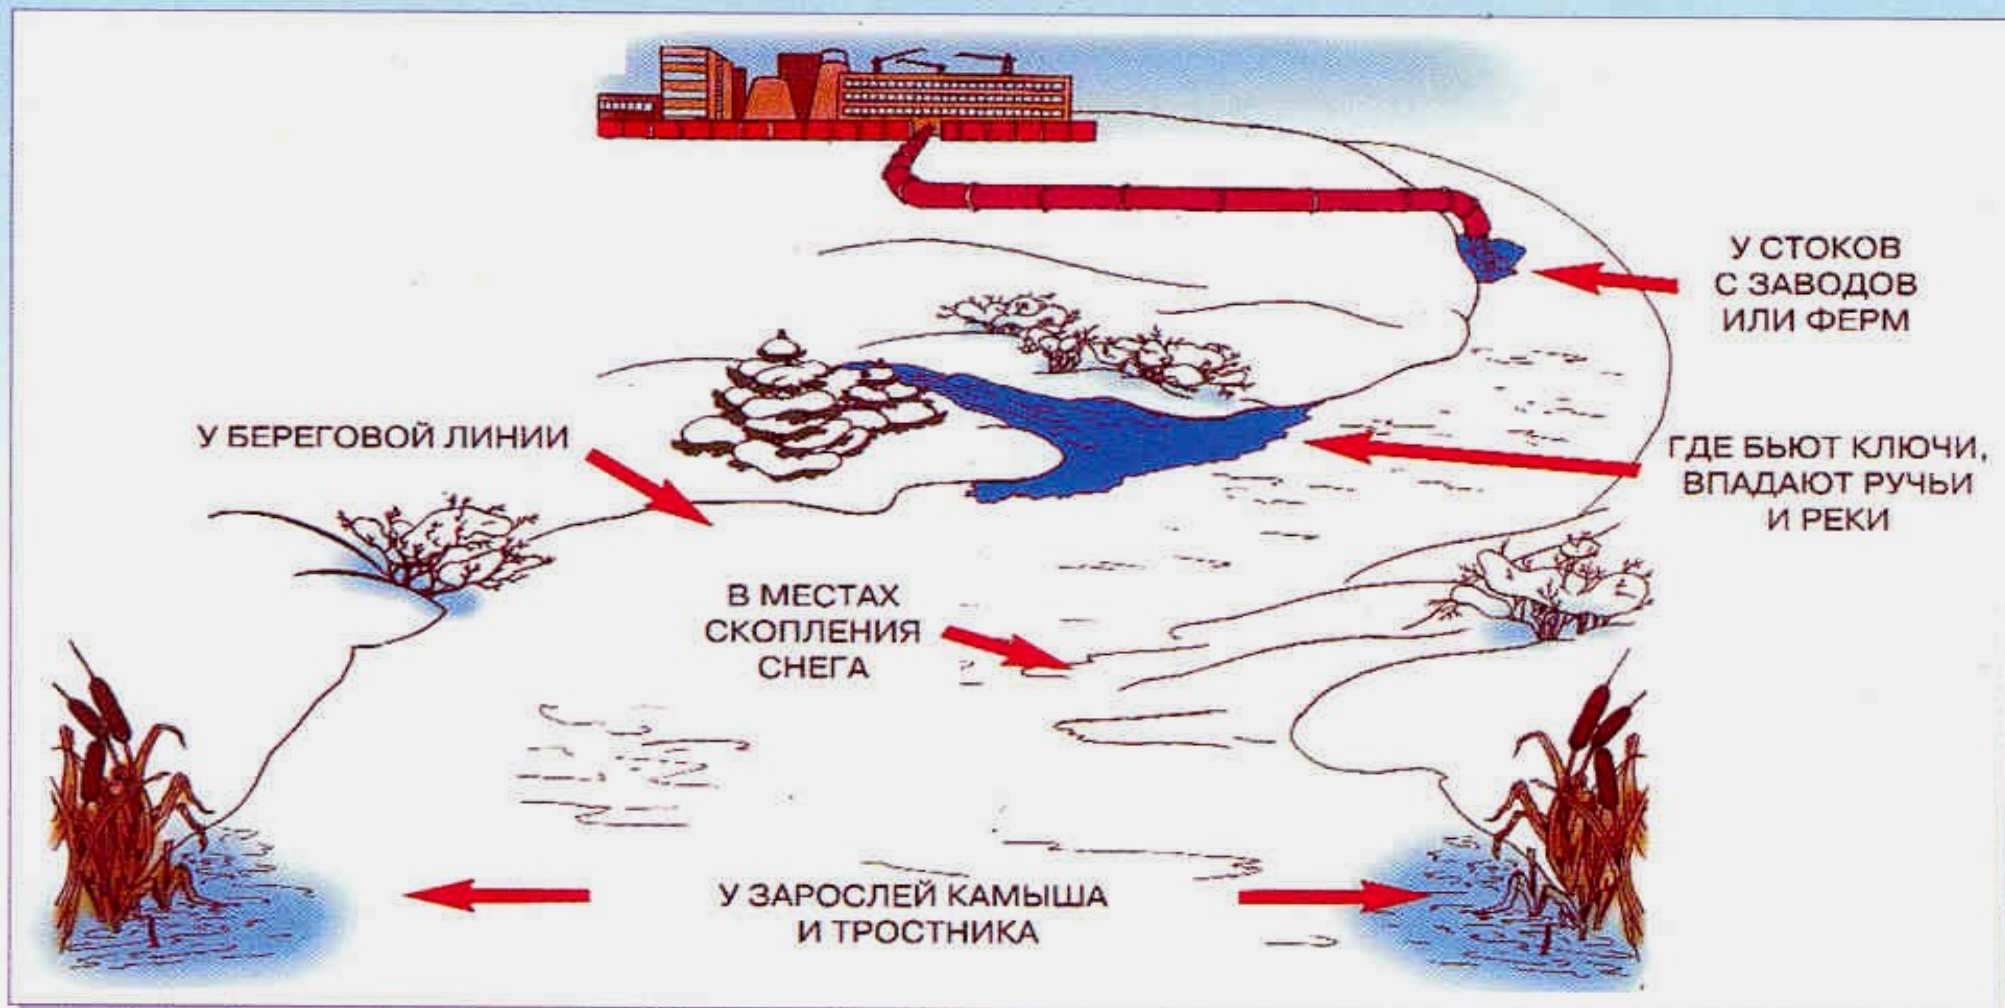 У СТОКОВ
С ЗАВОДОВ
ИЛИ ФЕРМ
У БЕРЕГОВОЙ ЛИНИИ
ГДЕ БЬЮТ КЛЮЧИ,
ВПАДАЮТ РУЧЬИ
И РЕКИ
В МЕСТАХ
СКОПЛЕНИЯ
СНЕГА
У ЗАРОСЛЕЙ КАМЫША
И ТРОСТНИКА